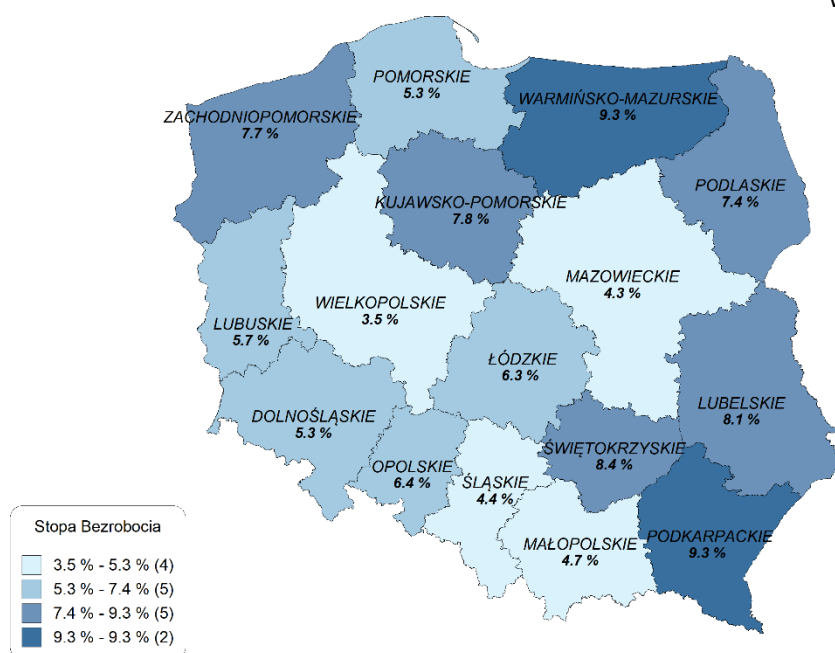 POMORSKIE
5.3 %
WARMIŃSKO-MAZURSKIE
9.3 %
ZACHODNIOPOMORSKIE
7.7 %
PODLASKIE
7.4 %
KUJAWSKO-POMORSKIE
7.8 %
MAZOWIECKIE
4.3 %
WIELKOPOLSKIE
3.5 %
LUBUSKIE
5.7 %
ŁÓDZKIE
6.3 %
LUBELSKIE
8.1 %
DOLNOŚLĄSKIE
5.3 %
ŚWIĘTOKRZYSKIE
8.4 %
OPOLSKIE
6.4 %
ŚLĄSKIE
4.4 %
MAŁOPOLSKIE
4.7 %
PODKARPACKIE
9.3 %
Stopa Bezrobocia
3.5 % - 5.3 % (4)
5.3 % - 7.4 % (5)
7.4 % - 9.3 % (5)
9.3 % - 9.3 % (2)